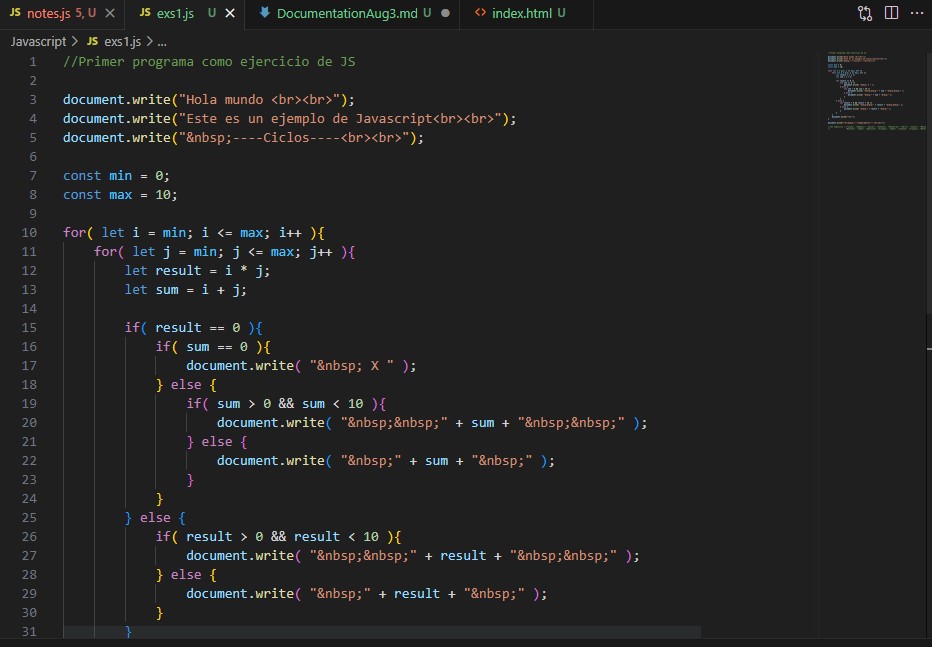 JS notes.js 5, U × JS exs1.js U × DocumentationAug3.md U ● <> index.html U ...
Javascript > JS exs1.js > ...
1 //Primer programa como ejercicio de JS
2
3 document.write("Hola mundo <br><br>");
4 document.write("Este es un ejemplo de Javascript<br><br>");
5 document.write("&nbsp;----Ciclos----<br><br>");
6
7 const min = 0;
8 const max = 10;
9
10 for( let i = min; i <= max; i++ ){
11 for( let j = min; j <= max; j++ ){
12 let result = i * j;
13 let sum = i + j;
14
15 if( result == 0 ){
16 if( sum == 0 ){
17 document.write( "&nbsp; X " );
18 } else {
19 if( sum > 0 && sum < 10 ){
20 document.write( "&nbsp;&nbsp;" + sum + "&nbsp;&nbsp;" );
21 } else {
22 document.write( "&nbsp;" + sum + "&nbsp;" );
23 }
24 }
25 } else {
26 if( result > 0 && result < 10 ){
27 document.write( "&nbsp;&nbsp;" + result + "&nbsp;&nbsp;" );
28 } else {
29 document.write( "&nbsp;" + result + "&nbsp;" );
30 }
31 }